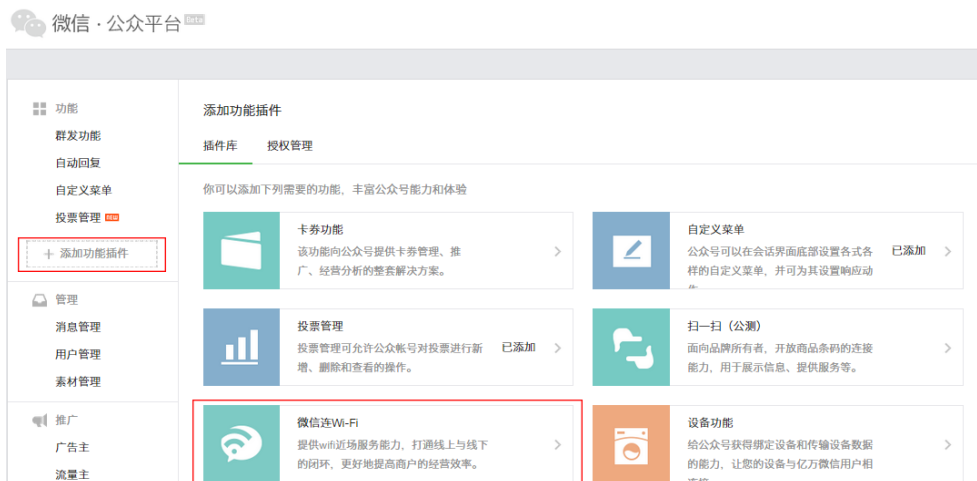 微信·公众平台 Beta
功能
群发功能
自动回复
自定义菜单
投票管理
+ 添加功能插件
管理
消息管理
用户管理
素材管理
推广
广告主
流量主
添加功能插件
插件库 授权管理
你可以添加下列需要的功能，丰富公众号能力和体验
卡券功能
该功能向公众号提供卡券管理、推
广、经营分析的整套解决方案。
自定义菜单
公众号可以在会话界面底部设置各式各
样的自定义菜单，并可为其设置响应动
已添加
投票管理
投票管理可允许公众帐号对投票进行新
增、删除和查看的操作。
已添加
扫一扫（公测）
面向品牌所有者，开放商品条码的连接
能力，用于展示信息、提供服务等。
微信连Wi-Fi
提供wifi近场服务能力，打通线上与线下
的闭环，更好地提高商户的经营效率。
设备功能
给公众号获得绑定设备和传输设备数据
的能力，让您的设备与亿万微信用户相